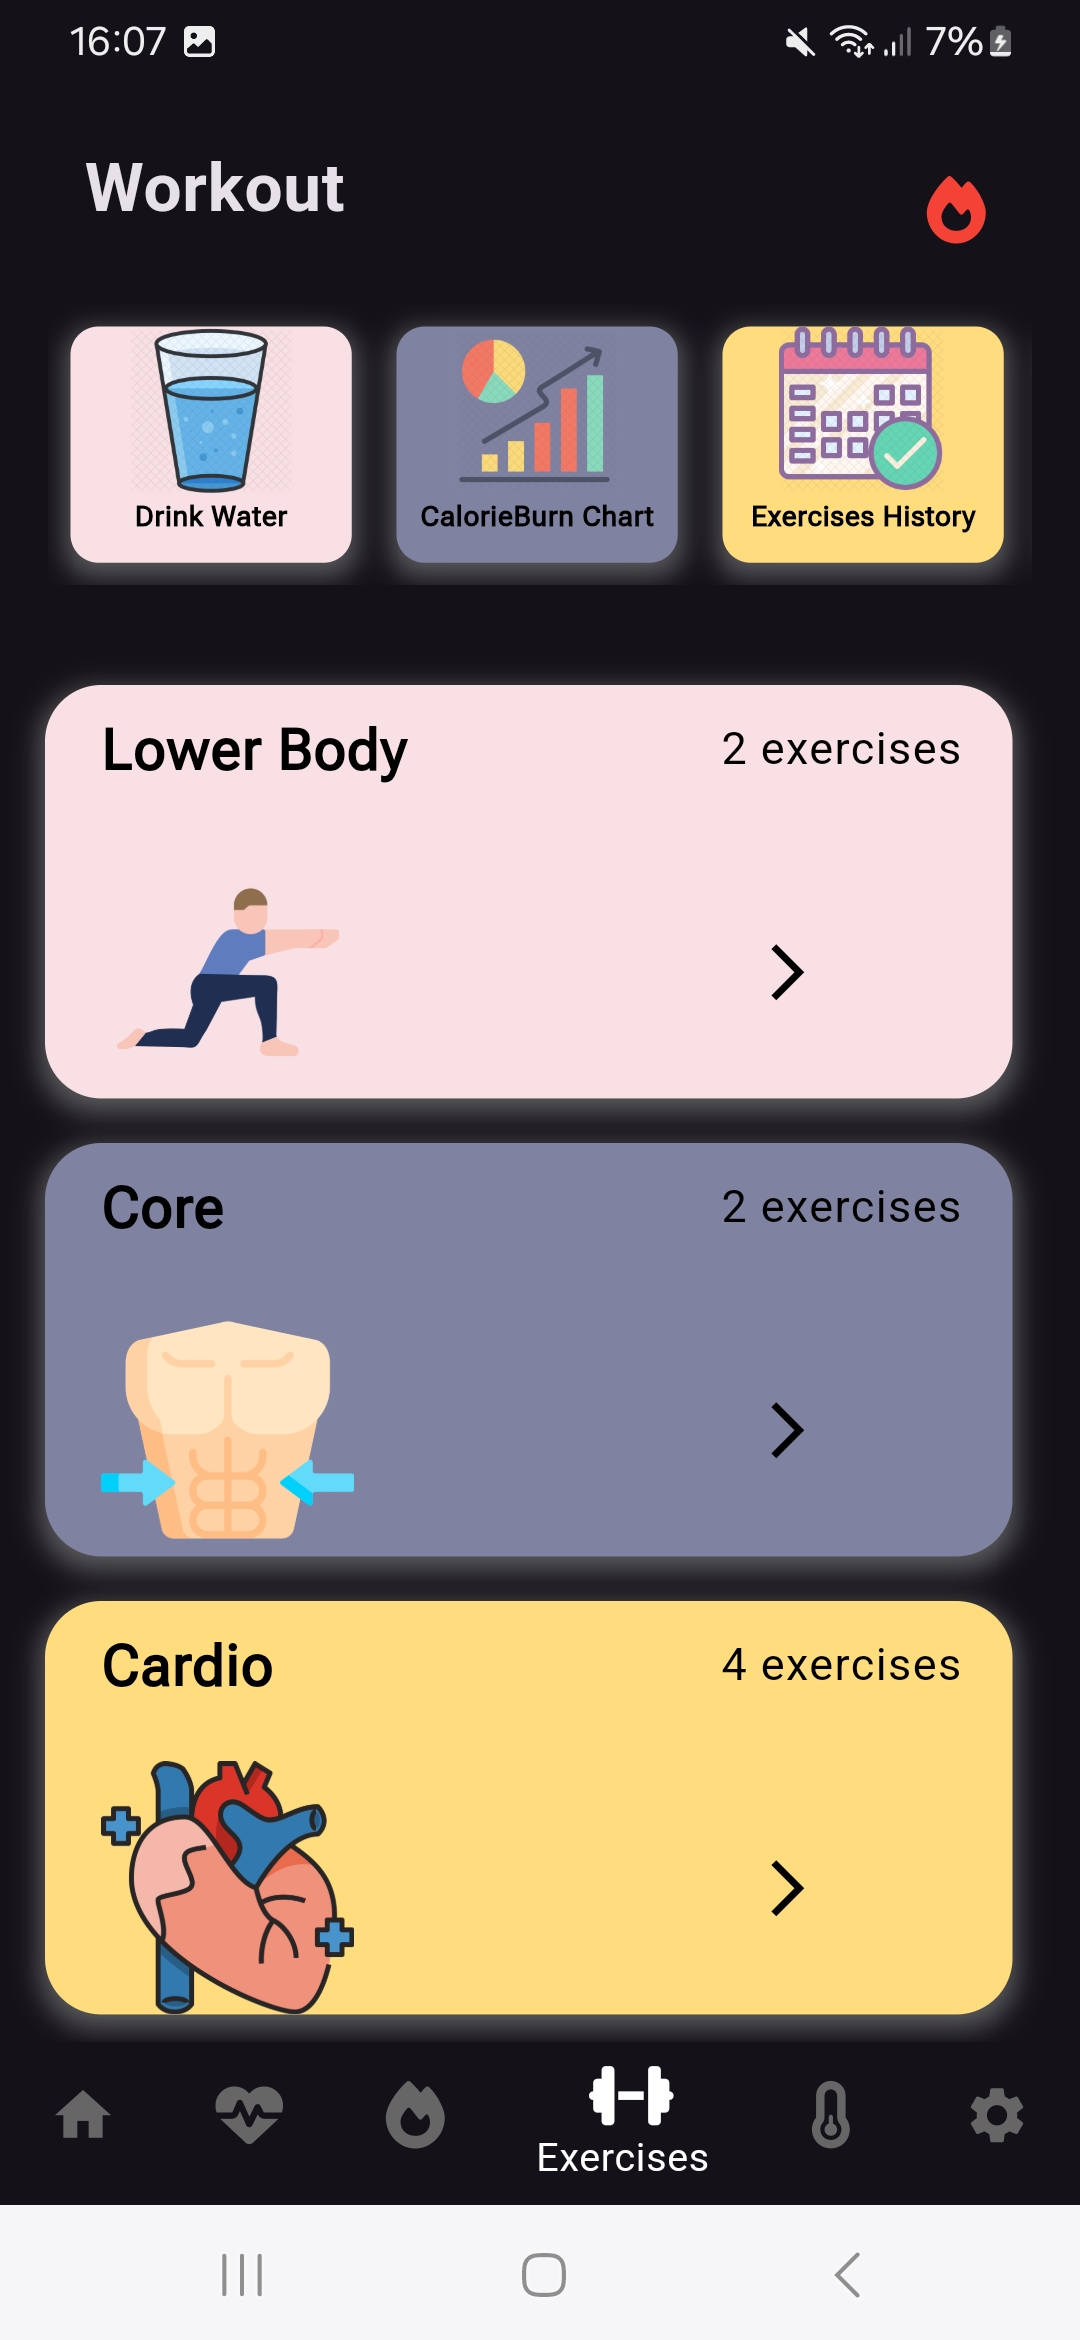 16:07 7%
Workout
Drink Water CalorieBurn Chart Exercises History
Lower Body 2 exercises
Core 2 exercises
Cardio 4 exercises
Exercises